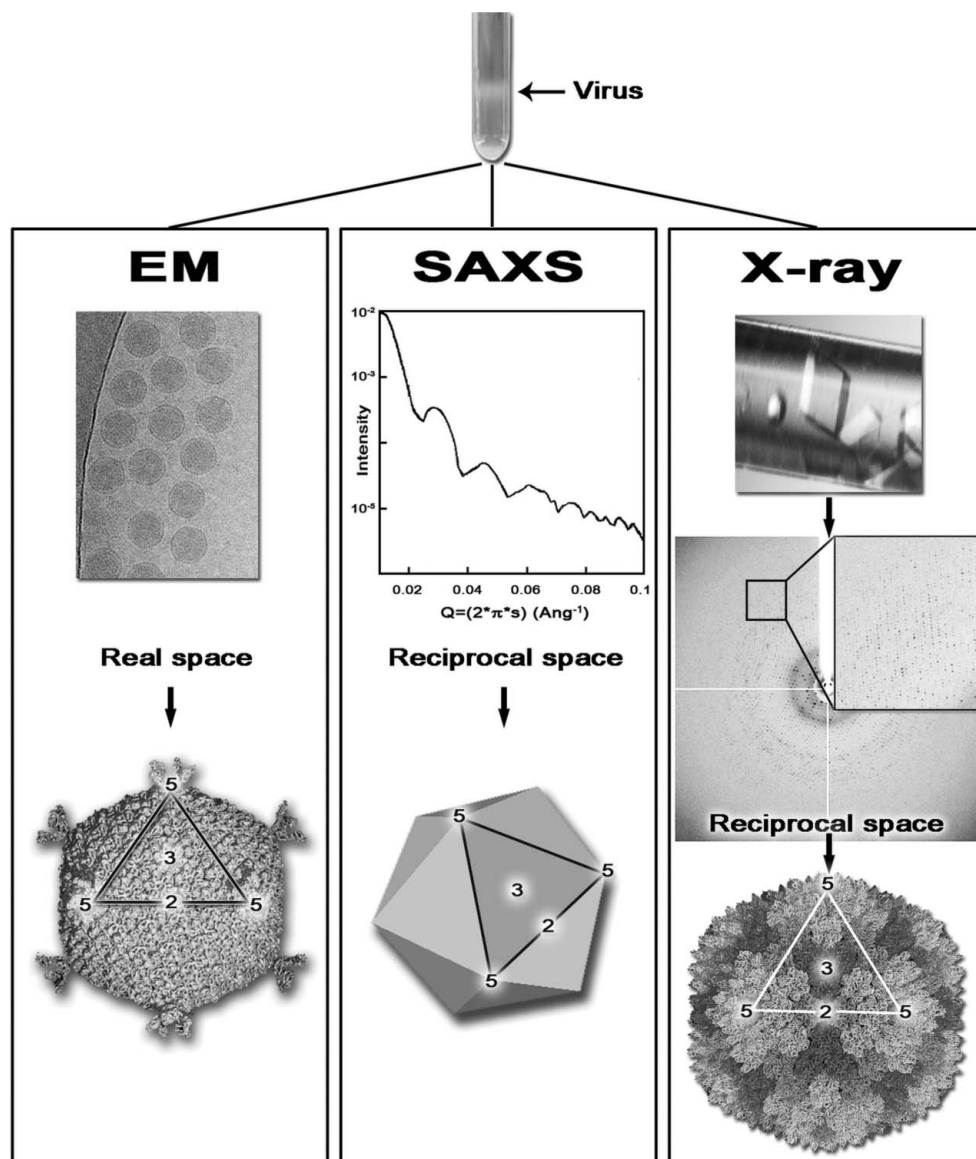 Virus
EM
SAXS
X-ray
10-2
10-3
10-5
Intensity
0.02
0.04
0.06
0.08
0.1
Q=(2*π*s) (Ang-1)
Real space
Reciprocal space
Reciprocal space
5
3
5
2
5
5
5
3
2
5
5
3
5
2
5